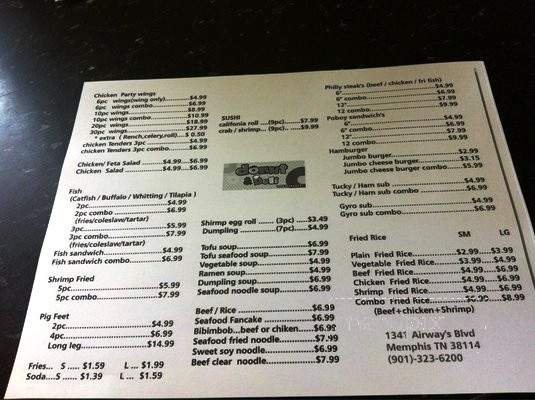 Chicken Party wings
6pc wings(wing only)..........$4.99
6pc wings combo...............$6.99
10pc wings........................$8.99
10pc wings combo.............$10.99
20pc wings........................$18.99
30pc wings........................$27.99
* extra ( Rench,celery,roll)...$ 0.50
chicken Tenders 3pc ............$4.99
chicken Tenders 3pc combo...$6.99
Chicken/ Feta Salad ............$4.99...$6.99
Chicken Salad ....................$4.99...$6.99
Fish
(Catfish / Buffalo / Whitting / Tilapia )
2pc.........................$4.99
2pc combo ..............$6.99
(fries/coleslaw/tartar)
3pc.........................$5.99
3pc combo...............$7.99
(fries/coleslaw/tartar)
Fish sandwich...............$4.99
Fish sandwich combo.....$6.99
Shrimp Fried
5pc.........................$5.99
5pc combo...............$7.99
Pig Feet
2pc.........................$4.99
4pc.........................$6.99
Long leg..................$14.99
Fries... S ..... $1.59 L ... $1.99
Soda....S ..... $1.39 L ... $1.59
SUSHI
califonia roll ....(9pc)......$7.99
crab / shrimp...(9pc)......$9.99
donut
Shirmp egg roll ....... (3pc) .....$3.49
Dumpling ................(7pc).....$4.99
Tofu soup.........................$6.99
Tofu seafood soup............$7.99
Vegetable soup.................$4.99
Ramen soup.....................$4.99
Dumpling soup.................$6.99
Seafood noodle soup........$6.99
Beef / Rice .......................$6.99
Seafood Fancake ..............$6.99
Bibimbob...beef or chiken...$6.99
Seafood fried noodle.........$7.99
Sweet soy noodle..............$6.99
Beef clear noodle.............$7.99
Philly steak's (beef / chicken / fri fish)
6"..............................$4.99
6" combo...................$6.99
12"............................$7.99
12 combo..................$9.99
Poboy sandwich's
6"..............................$4.99
6" combo...................$6.99
12"............................$7.99
12 combo..................$9.99
Hamburger
Jumbo burger.....................$2.99
Jumbo cheese burger...........$3.15
Jumbo cheese burger combo.....$5.99
Tucky / Ham sub ..................$4.99
Tucky / Ham sub combo .......$6.99
Gyro sub.............................$4.99
Gyro sub combo..................$6.99
Fried Rice SM LG
Plain Fried Rice...............$2.99.....$3.99
Vegetable Fried Rice.......$3.99....$4.99
Beef Fried Rice................$4.99....$6.99
Chicken Fried Rice...........$4.99....$6.99
Shrimp Fried Rice............$4.99....$6.99
Combo Fried Rice............$6.99....$8.99
(Beef+chicken+Shrimp)
1341 Airway's Blvd
Memphis TN 38114
(901)-323-6200